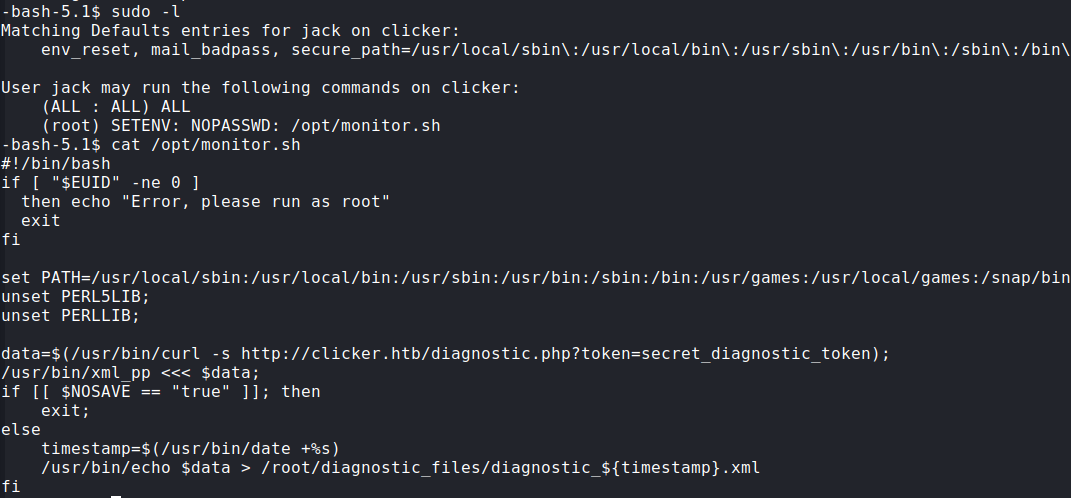 -bash-5.1$ sudo -l
Matching Defaults entries for jack on clicker:
    env_reset, mail_badpass, secure_path=/usr/local/sbin\:/usr/local/bin\:/usr/sbin\:/usr/bin\:/sbin\:/bin\

User jack may run the following commands on clicker:
    (ALL : ALL) ALL
    (root) SETENV: NOPASSWD: /opt/monitor.sh
-bash-5.1$ cat /opt/monitor.sh
#!/bin/bash
if [ "$EUID" -ne 0 ]
  then echo "Error, please run as root"
  exit
fi

set PATH=/usr/local/sbin:/usr/local/bin:/usr/sbin:/usr/bin:/sbin:/bin:/usr/games:/usr/local/games:/snap/bin
unset PERL5LIB;
unset PERLLIB;

data=$(/usr/bin/curl -s http://clicker.htb/diagnostic.php?token=secret_diagnostic_token);
/usr/bin/xml_pp <<< $data;
if [[ $NOSAVE == "true" ]]; then
    exit;
else
    timestamp=$(/usr/bin/date +%s)
    /usr/bin/echo $data > /root/diagnostic_files/diagnostic_${timestamp}.xml
fi